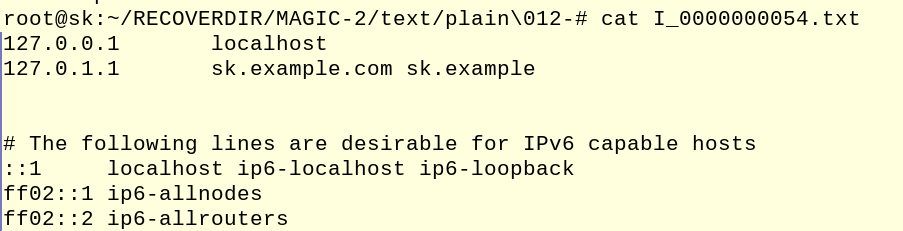 root@sk:~/RECOVERDIR/MAGIC-2/text/plain\012-# cat I_0000000054.txt
127.0.0.1       localhost
127.0.1.1       sk.example.com sk.example
# The following lines are desirable for IPv6 capable hosts
::1     localhost ip6-localhost ip6-loopback
ff02::1 ip6-allnodes
ff02::2 ip6-allrouters